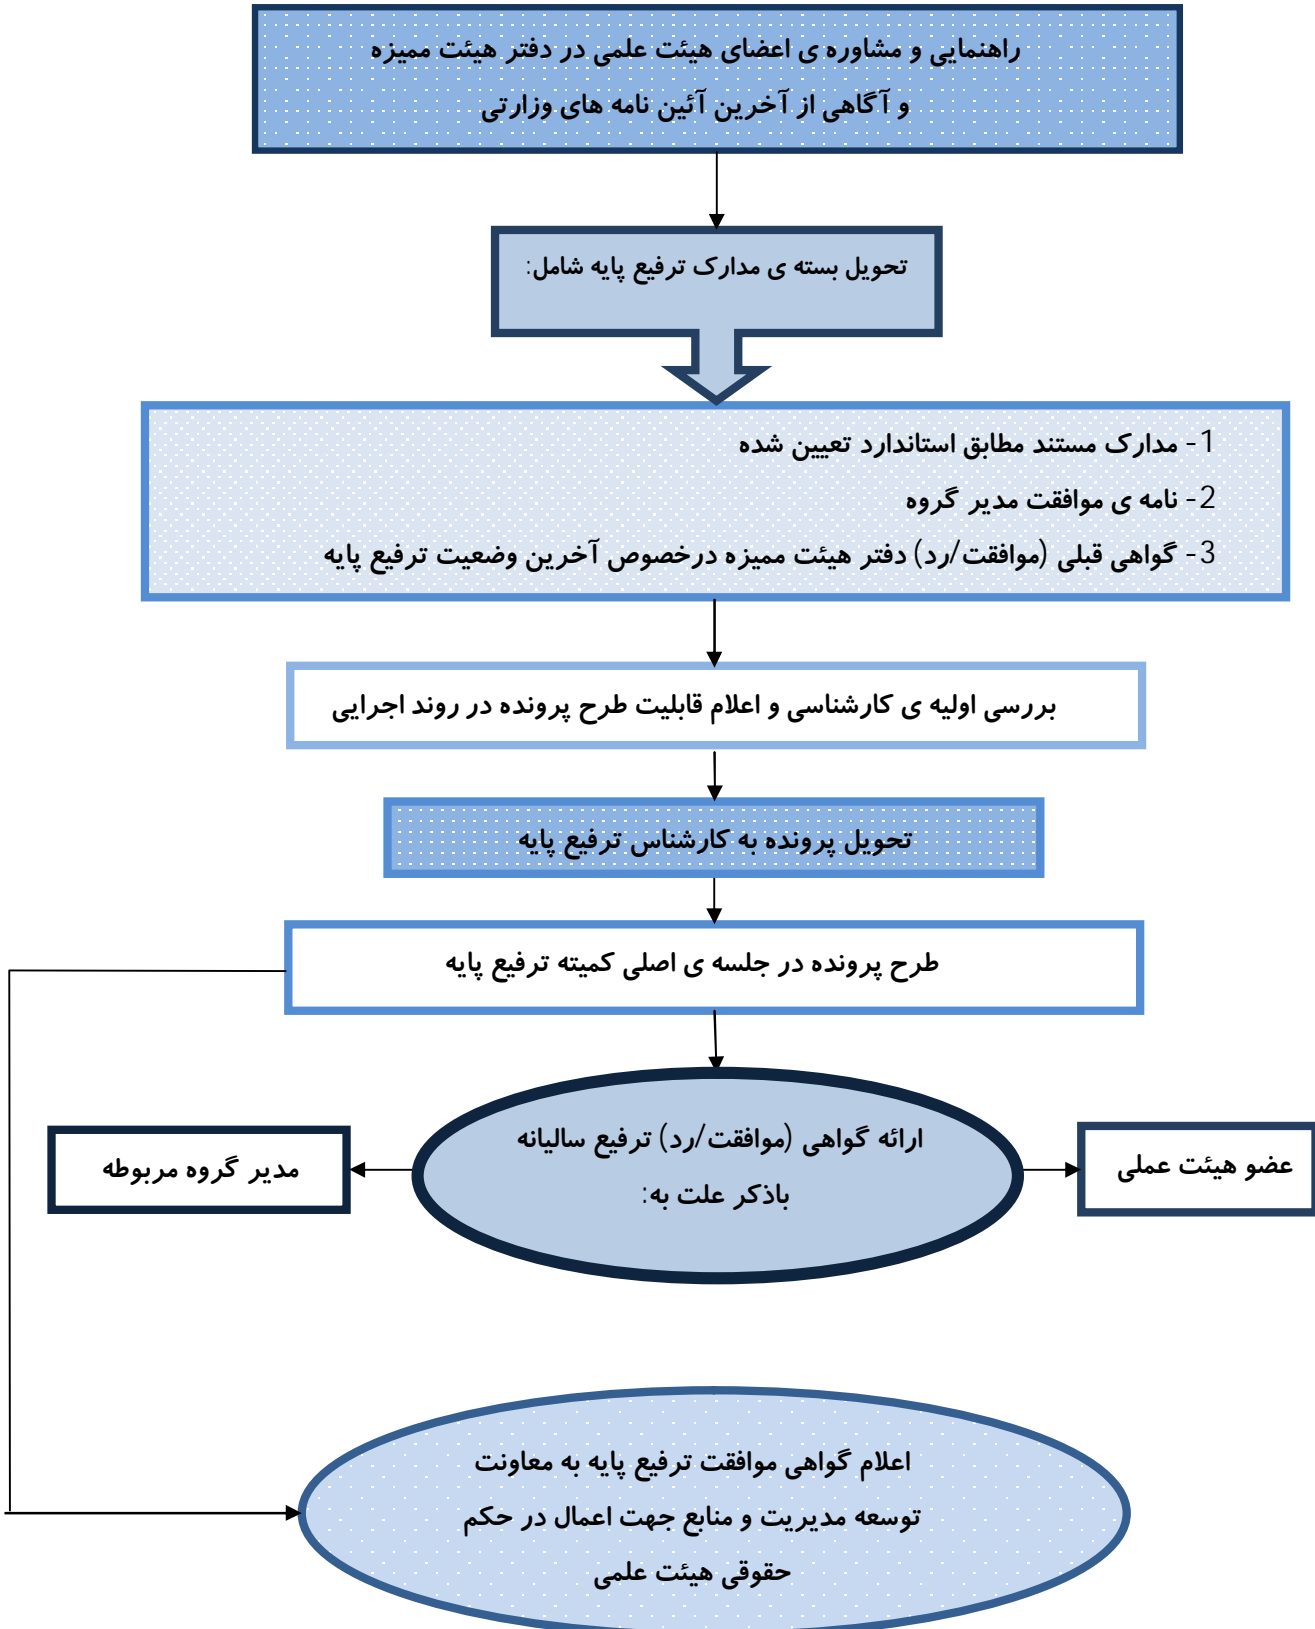 راهنمایی و مشاوره ی اعضای هیئت علمی در دفتر هیئت ممیزه
و آگاهی از آخرین آئین نامه های وزارتی
تحویل بسته ی مدارک ترفیع پایه شامل:
1- مدارک مستند مطابق استاندارد تعیین شده
2- نامه ی موافقت مدیر گروه
3- گواهی قبلی (موافقت/رد) دفتر هیئت ممیزه درخصوص آخرین وضعیت ترفیع پایه
بررسی اولیه ی کارشناسی و اعلام قابلیت طرح پرونده در روند اجرایی
تحویل پرونده به کارشناس ترفیع پایه
طرح پرونده در جلسه ی اصلی کمیته ترفیع پایه
ارائه گواهی (موافقت/رد) ترفیع سالیانه
باذکر علت به:
عضو هیئت عملی
مدیر گروه مربوطه
اعلام گواهی موافقت ترفیع پایه به معاونت
توسعه مدیریت و منابع جهت اعمال در حکم
حقوقی هیئت علمی